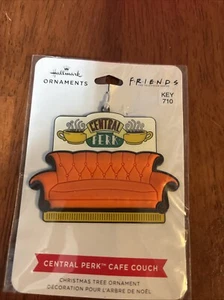 Hallmark
ORNAMENTS
FRIENDS
KEY
710
CENTRAL
PERK
CENTRAL PERK™ CAFE COUCH
CHRISTMAS TREE ORNAMENT
DÉCORATION POUR L'ARBRE DE NOËL